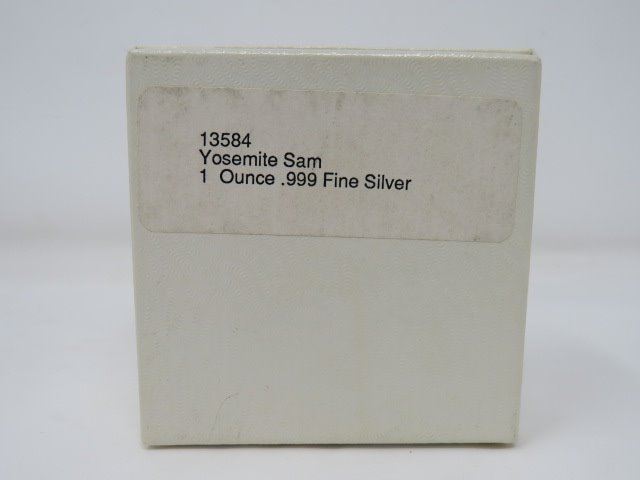 13584
Yosemite Sam
1 Ounce .999 Fine Silver